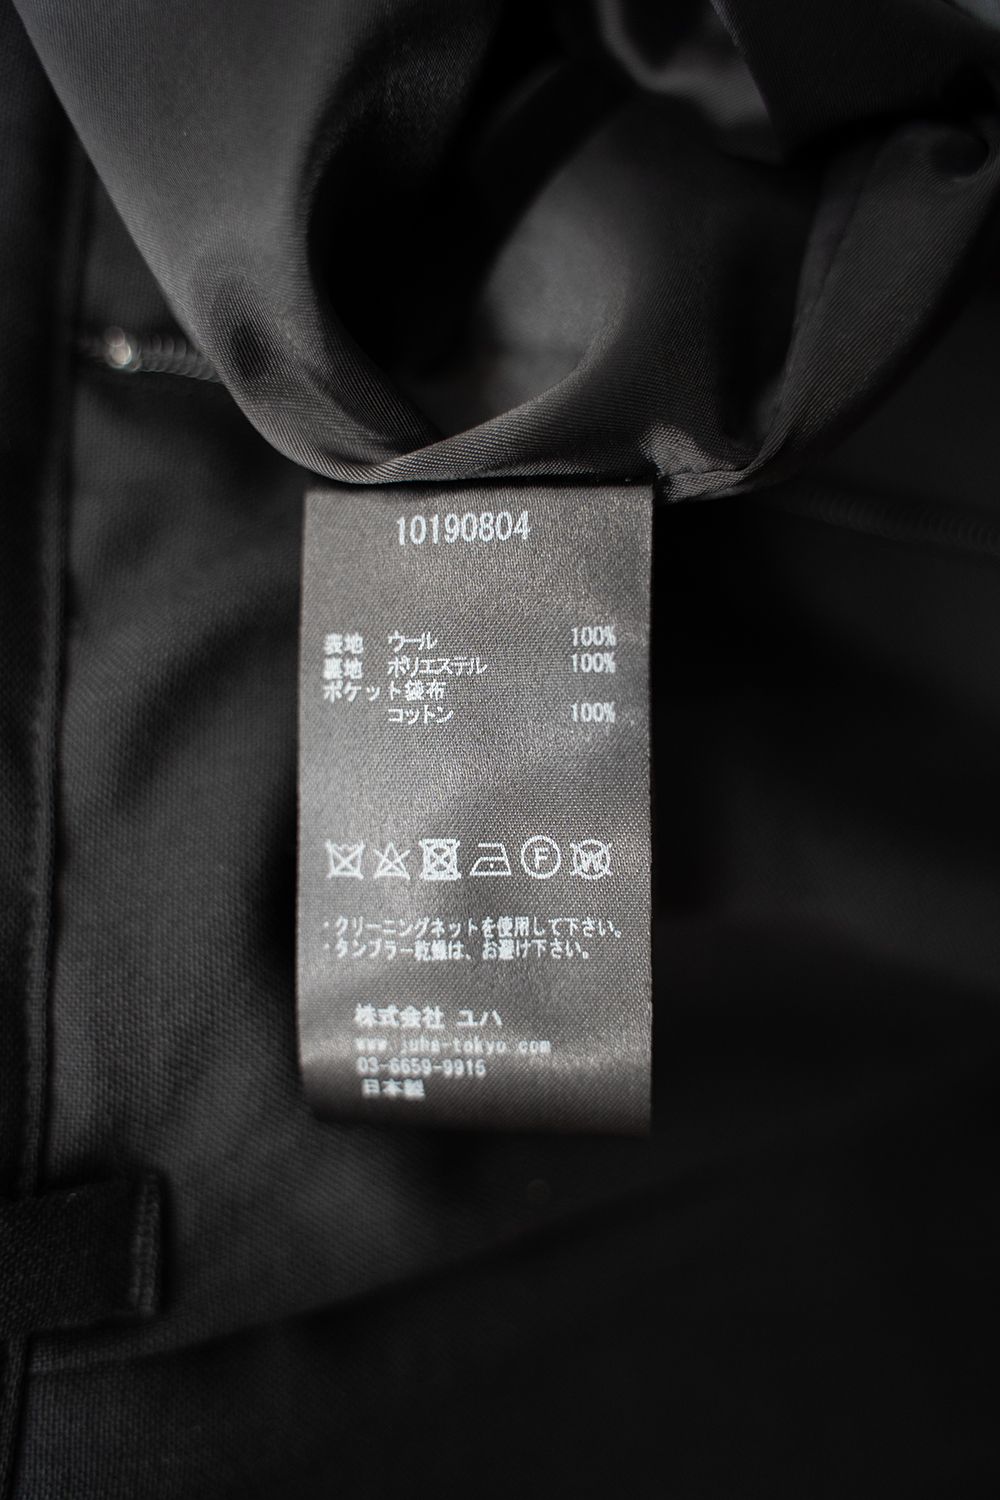 10190804
表地 ウール 100%
裏地 ポリエステル 100%
ポケット袋布
コットン 100%
F W
・クリーニングネットを使用して下さい。
・タンブラー乾燥は、お避け下さい。
株式会社 ユハ
www.juha-tokyo.com
03-6659-9915
日本製